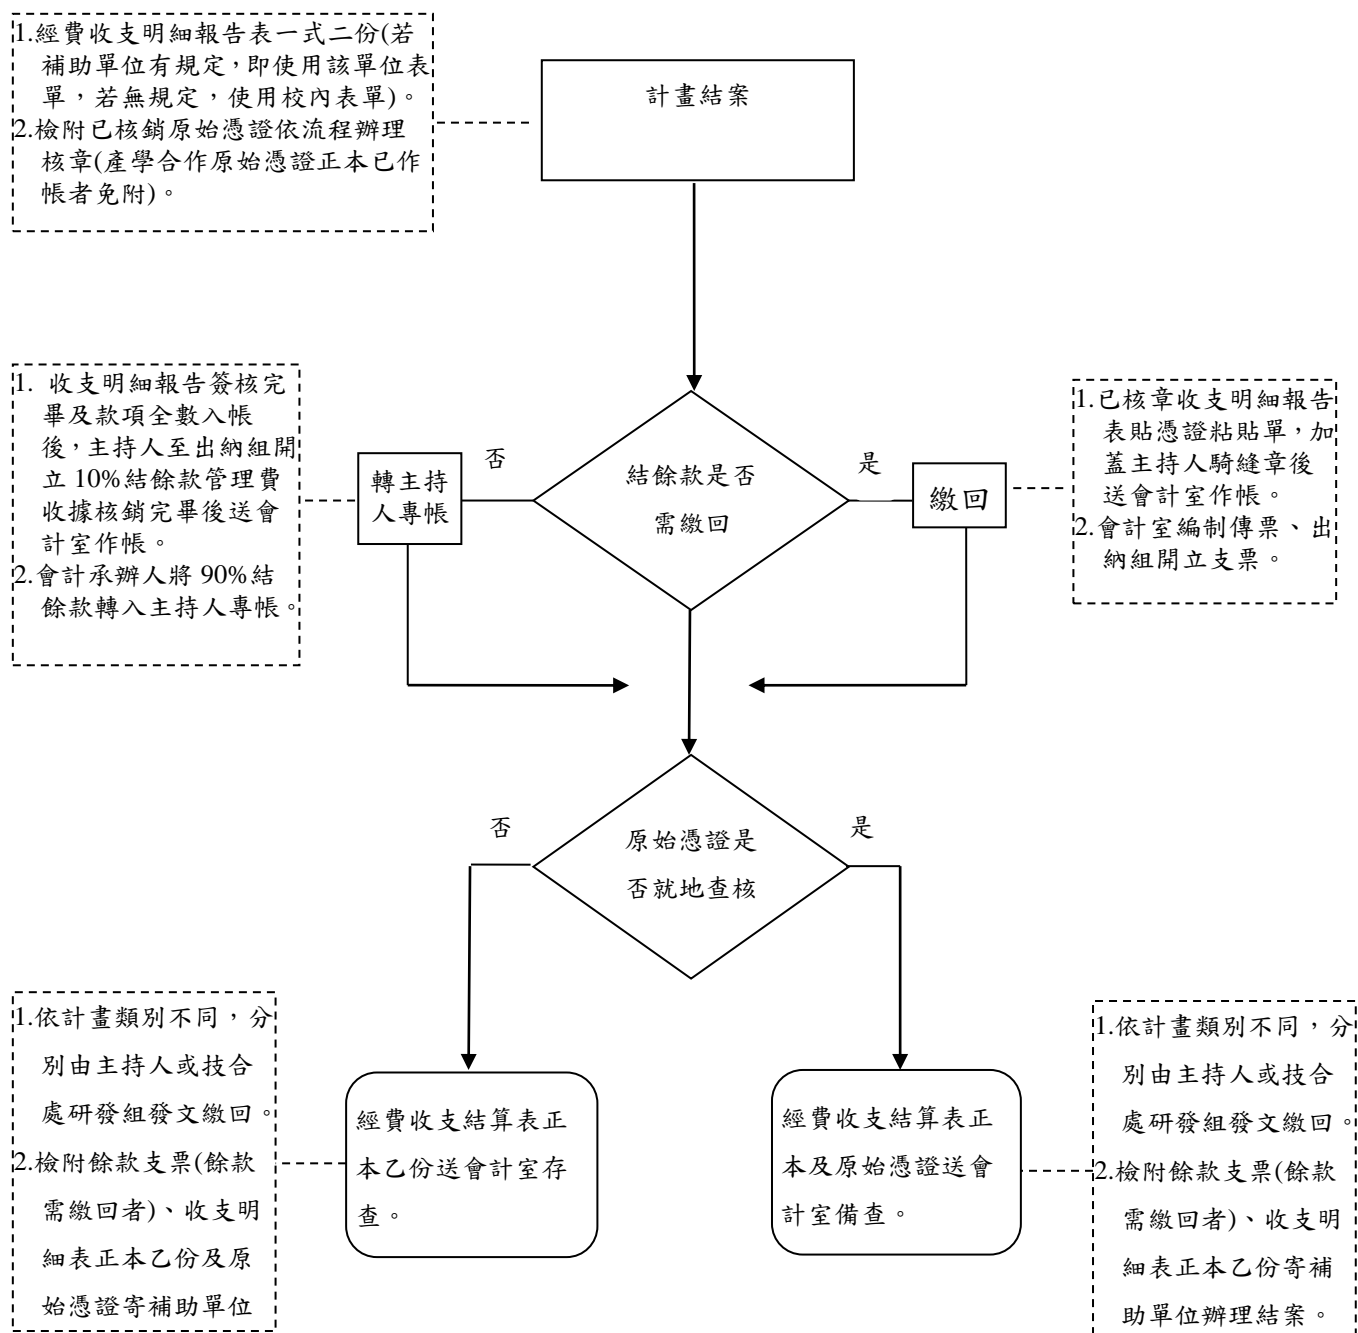 1.經費收支明細報告表一式二份(若
補助單位有規定,即使用該單位表
單,若無規定,使用校內表單)。
2.檢附已核銷原始憑證依流程辦理
核章(產學合作原始憑證正本已作
帳者免附)。
計畫結案
1. 收支明細報告簽核完
畢及款項全數入帳
後,主持人至出納組開
立 10%結餘款管理費
收據核銷完畢後送會
計室作帳。
2.會計承辦人將 90%結
餘款轉入主持人專帳。
轉主持
人專帳
否
結餘款是否
需繳回
是
繳回
1.已核章收支明細報告
表貼憑證粘貼單,加
蓋主持人騎縫章後
送會計室作帳。
2.會計室編制傳票、出
納組開立支票。
否
原始憑證是
否就地查核
是
1.依計畫類別不同,分
別由主持人或技合
處研發組發文繳回。
2.檢附餘款支票(餘款
需繳回者)、收支明
細表正本乙份及原
始憑證寄補助單位
經費收支結算表正
本乙份送會計室存
查。
經費收支結算表正
本及原始憑證送會
計室備查。
1.依計畫類別不同,分
別由主持人或技合
處研發組發文繳回。
2.檢附餘款支票(餘款
需繳回者)、收支明
細表正本乙份寄補
助單位辦理結案。